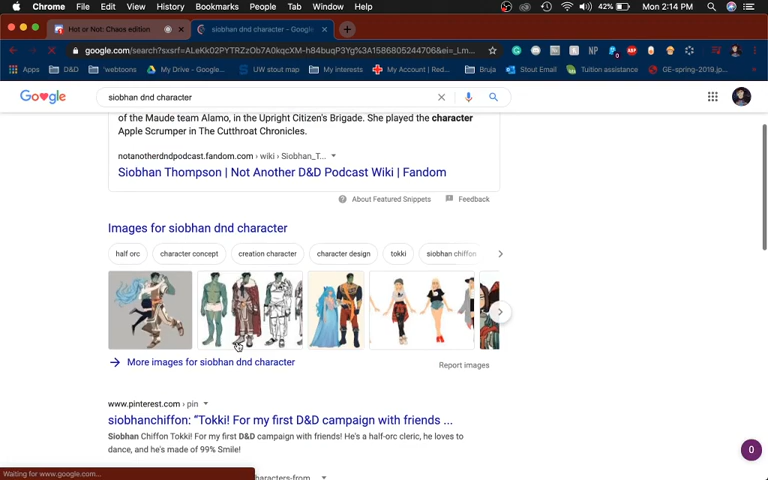 Chrome File Edit View History Bookmarks People Tab Window Help 42% Mon 2:14 PM
Hot or Not: Chaos edition siobhan dnd character - Googl
google.com/search?sxsrf=ALeKk02PYTRZzOb7A0kqcXM-h84buqP3Yg%3A1586805244706&ei=_Lm...
Apps D&D 'webtoons My Drive - Google... UW stout map My interests My Account | Red... Bruja Stout Email Tuition assistance GE-spring-2019.jp...
Google siobhan dnd character
of the Maude team Alamo, in the Upright Citizen's Brigade. She played the character
Apple Scrumper in The Cutthroat Chronicles.
notanotherdndpodcast.fandom.com › wiki › Siobhan_T...
Siobhan Thompson | Not Another D&D Podcast Wiki | Fandom
About Featured Snippets Feedback
Images for siobhan dnd character
half orc character concept creation character character design tokki siobhan chiffon
More images for siobhan dnd character
Report images
www.pinterest.com › pin
siobhanchiffon: “Tokki! For my first D&D campaign with friends ...
Siobhan Chiffon Tokki! For my first D&D campaign with friends! He's a half-orc cleric, he loves to
dance, and he's made of 99% Smile!
0
Waiting for www.google.com...